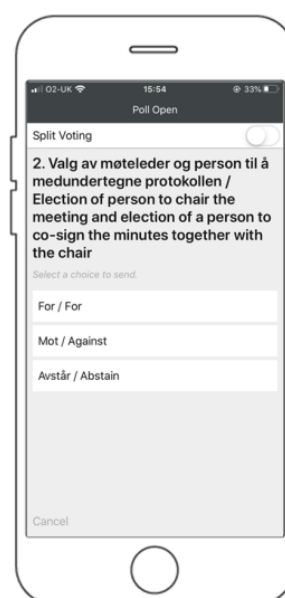 O2-UK 15:54 33%
Poll Open
Split Voting
2. Valg av møteleder og person til å
medundertegne protokollen /
Election of person to chair the
meeting and election of a person to
co-sign the minutes together with
the chair
Select a choice to send.
For / For
Mot / Against
Avstår / Abstain
Cancel